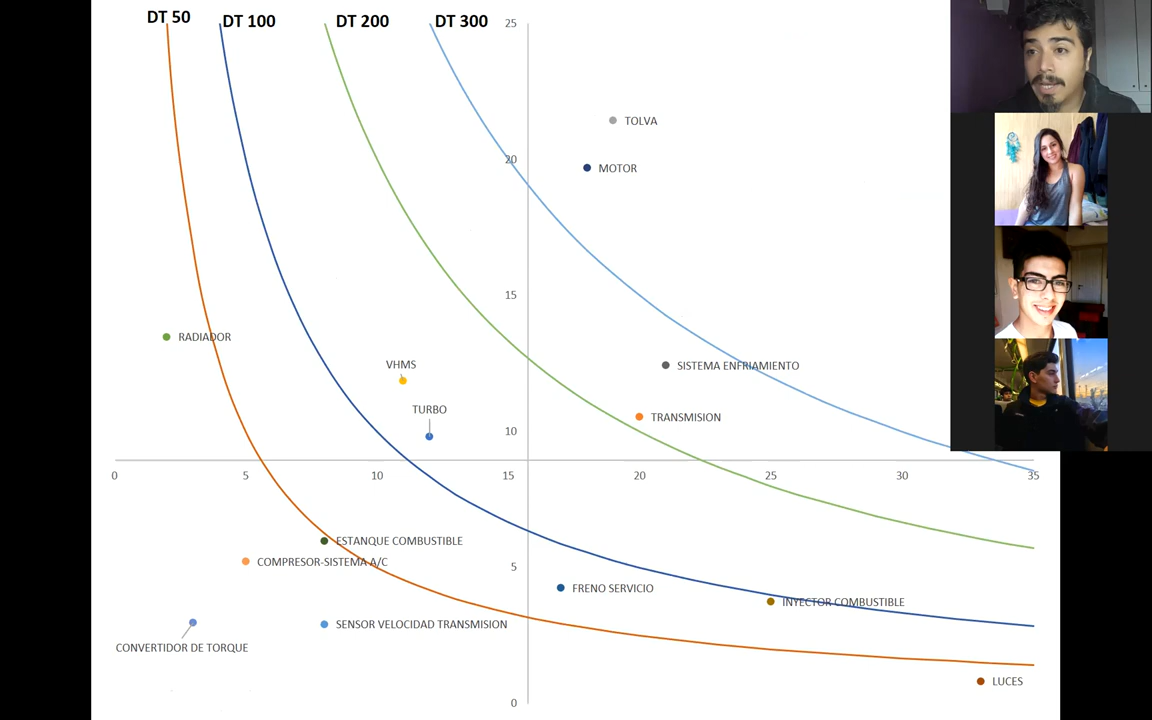 DT 50
DT 100
DT 200
DT 300
25
TOLVA
20
MOTOR
15
RADIADOR
VHMS
SISTEMA ENFRIAMIENTO
TURBO
TRANSMISION
10
0
5
10
15
20
25
30
35
ESTANQUE COMBUSTIBLE
COMPRESOR-SISTEMA A/C
5
FRENO SERVICIO
INYECTOR COMBUSTIBLE
SENSOR VELOCIDAD TRANSMISION
CONVERTIDOR DE TORQUE
LUCES
0